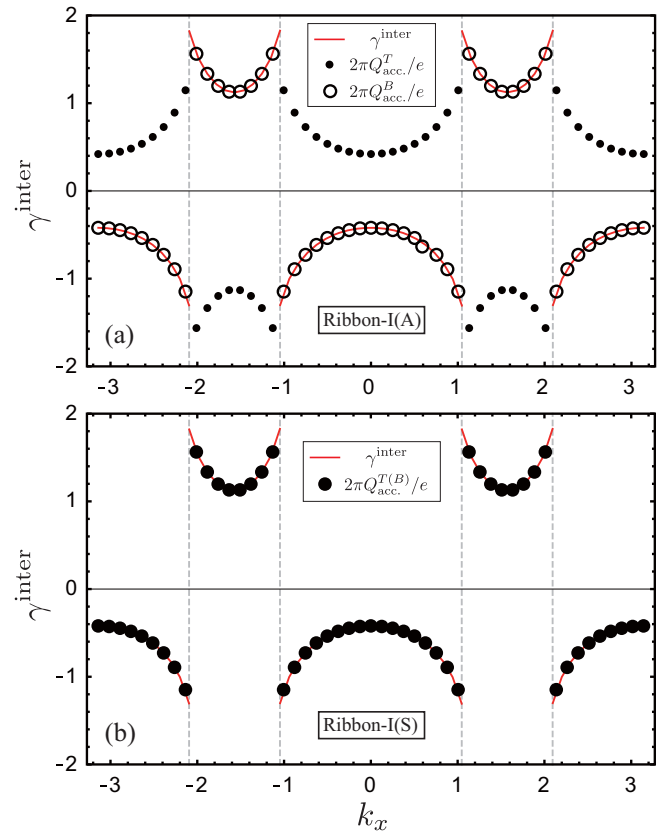 2
1
0
-1
-2
γ^inter
γ^inter
2πQ^T_acc./e
2πQ^B_acc./e
Ribbon-I(A)
(a)
-3 -2 -1 0 1 2 3
2
1
0
-1
-2
γ^inter
γ^inter
2πQ^T(B)_acc./e
Ribbon-I(S)
(b)
-3 -2 -1 0 1 2 3
k_x